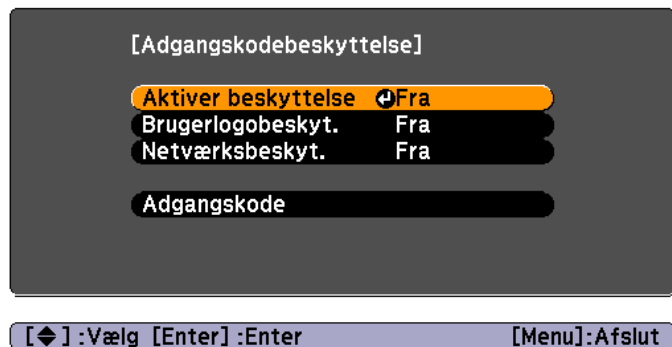 [Adgangskodebeskyttelse]
Aktiver beskyttelse Fra
Brugerlogobeskyt. Fra
Netværksbeskyt. Fra
Adgangskode
[◆] :Vælg [Enter] :Enter [Menu]:Afslut